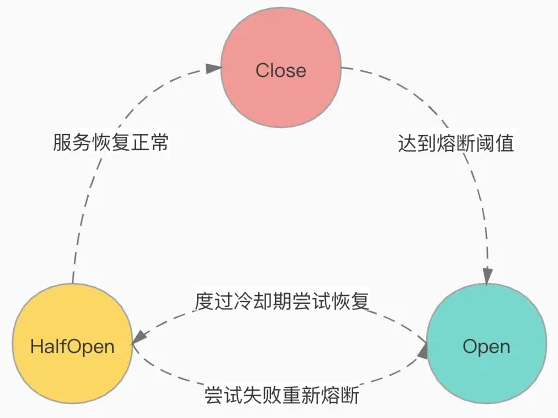 Close
服务恢复正常
达到熔断阈值
度过冷却期尝试恢复
HalfOpen
Open
尝试失败重新熔断